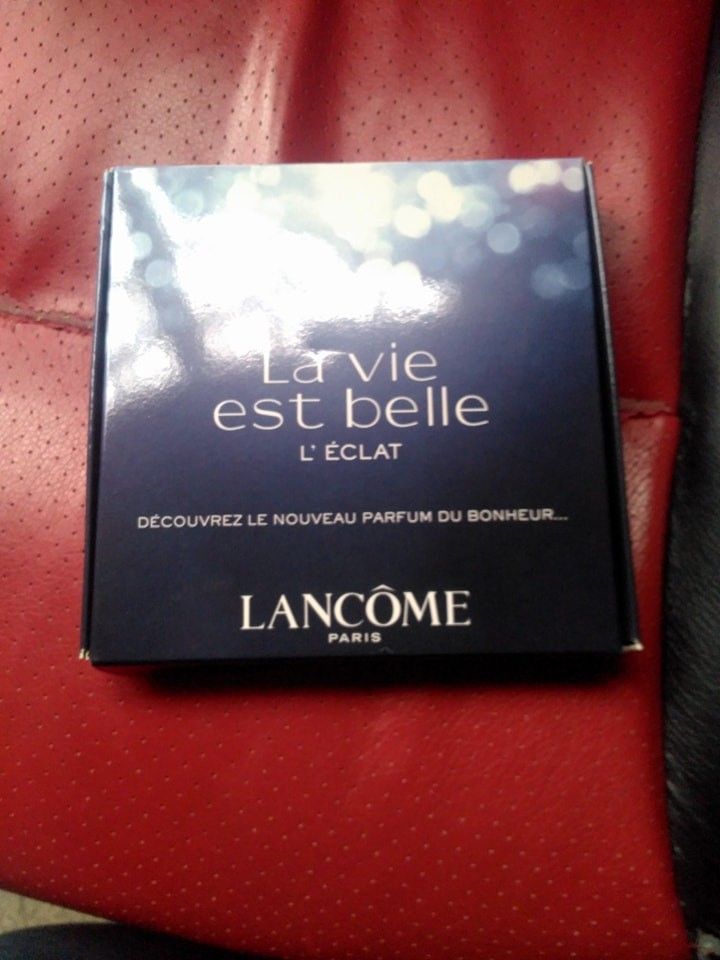 La vie
est belle
L'ÉCLAT
DÉCOUVREZ LE NOUVEAU PARFUM DU BONHEUR...
LANCÔME
PARIS